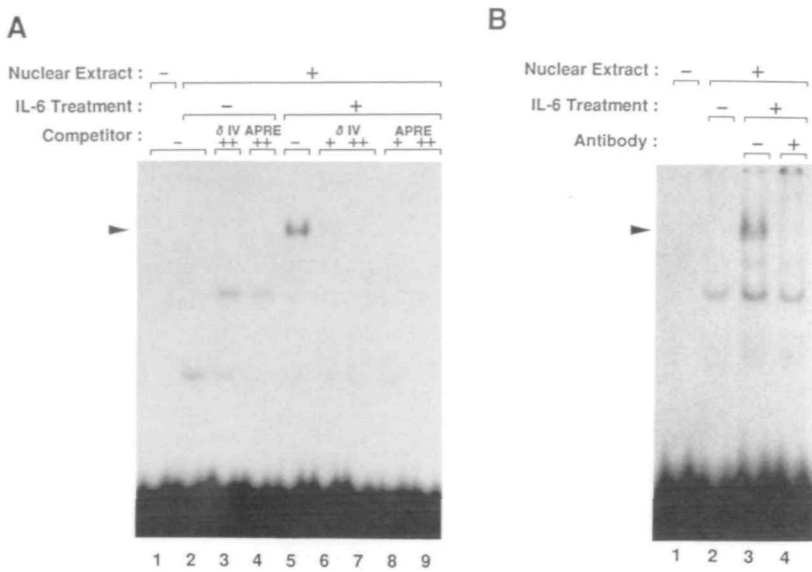 A
Nuclear Extract : − +
IL-6 Treatment : − +
δ IV APRE δ IV APRE
Competitor : − ++ ++ − + ++ + ++
1 2 3 4 5 6 7 8 9
B
Nuclear Extract : − +
IL-6 Treatment : − +
Antibody : − +
1 2 3 4